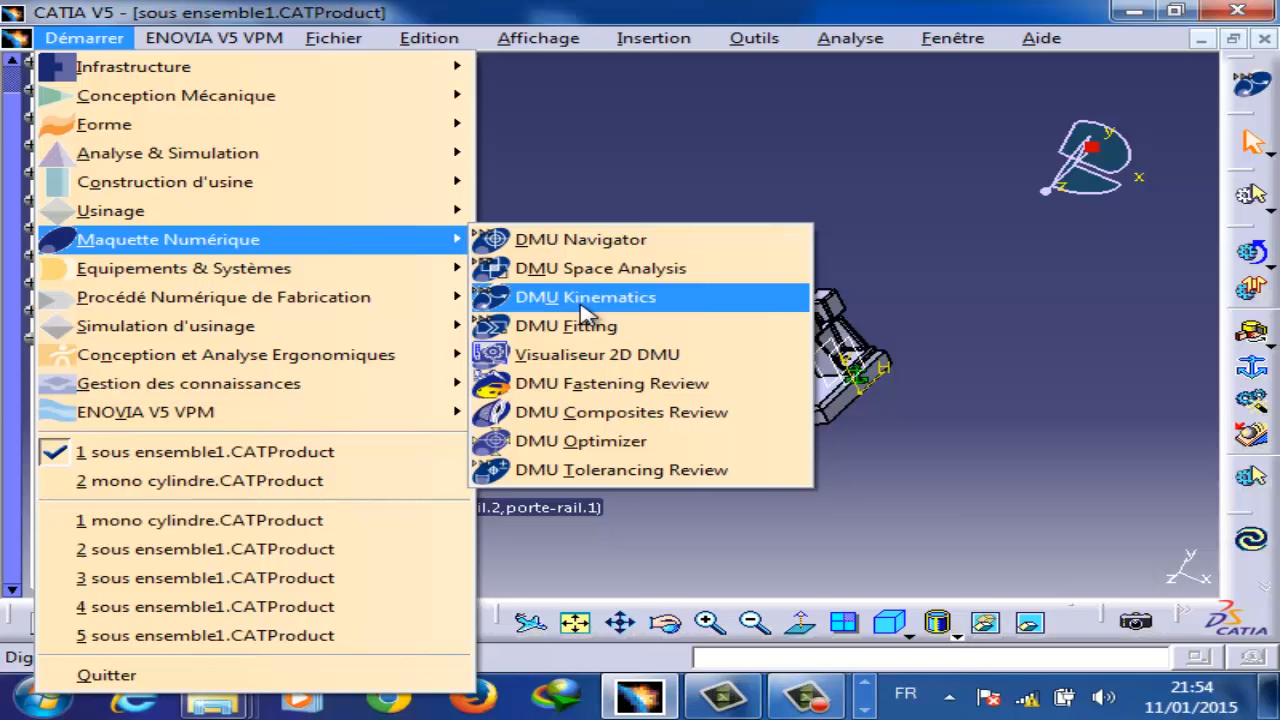 CATIA V5 - [sous ensemble1.CATProduct]
Démarrer ENOVIA V5 VPM Fichier Edition Affichage Insertion Outils Analyse Fenêtre Aide
Infrastructure
Conception Mécanique
Forme
Analyse & Simulation
Construction d'usine
Usinage
Maquette Numérique
Equipements & Systèmes
Procédé Numérique de Fabrication
Simulation d'usinage
Conception et Analyse Ergonomiques
Gestion des connaissances
ENOVIA V5 VPM
1 sous ensemble1.CATProduct
2 mono cylindre.CATProduct
1 mono cylindre.CATProduct
2 sous ensemble1.CATProduct
3 sous ensemble1.CATProduct
4 sous ensemble1.CATProduct
5 sous ensemble1.CATProduct
Quitter
DMU Navigator
DMU Space Analysis
DMU Kinematics
DMU Fitting
Visualiseur 2D DMU
DMU Fastening Review
DMU Composites Review
DMU Optimizer
DMU Tolerancing Review
y
x
z
H
il.2,porte-rail.1)
y
z x
DS CATIA
Dig
FR
21:54
11/01/2015